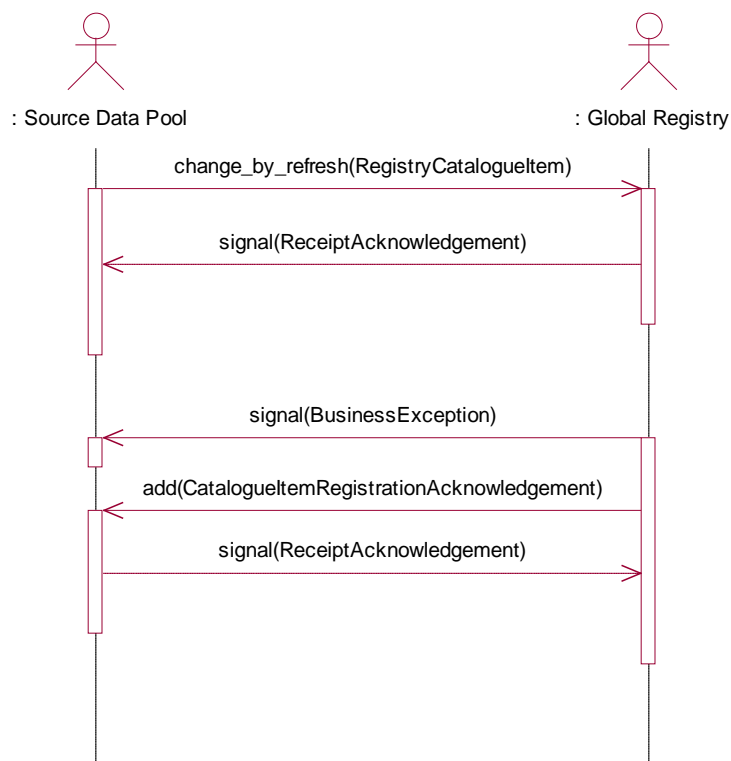 : Source Data Pool
: Global Registry
change_by_refresh(RegistryCatalogueItem)
signal(ReceiptAcknowledgement)
signal(BusinessException)
add(CatalogueItemRegistrationAcknowledgement)
signal(ReceiptAcknowledgement)